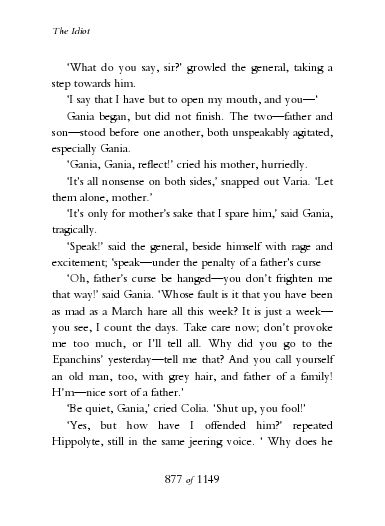 The Idiot
‘What do you say, sir?’ growled the general, taking a
step towards him.
‘I say that I have but to open my mouth, and you—‘
Gania began, but did not finish. The two—father and
son—stood before one another, both unspeakably agitated,
especially Gania.
‘Gania, Gania, reflect!’ cried his mother, hurriedly.
‘It’s all nonsense on both sides,’ snapped out Varia. ‘Let
them alone, mother.’
‘It’s only for mother’s sake that I spare him,’ said Gania,
tragically.
‘Speak!’ said the general, beside himself with rage and
excitement; ‘speak—under the penalty of a father’s curse
‘Oh, father’s curse be hanged—you don’t frighten me
that way!’ said Gania. ‘Whose fault is it that you have been
as mad as a March hare all this week? It is just a week—
you see, I count the days. Take care now; don’t provoke
me too much, or I’ll tell all. Why did you go to the
Epanchins’ yesterday—tell me that? And you call yourself
an old man, too, with grey hair, and father of a family!
H’m—nice sort of a father.’
‘Be quiet, Gania,’ cried Colia. ‘Shut up, you fool!’
‘Yes, but how have I offended him?’ repeated
Hippolyte, still in the same jeering voice. ‘ Why does he
877 of 1149